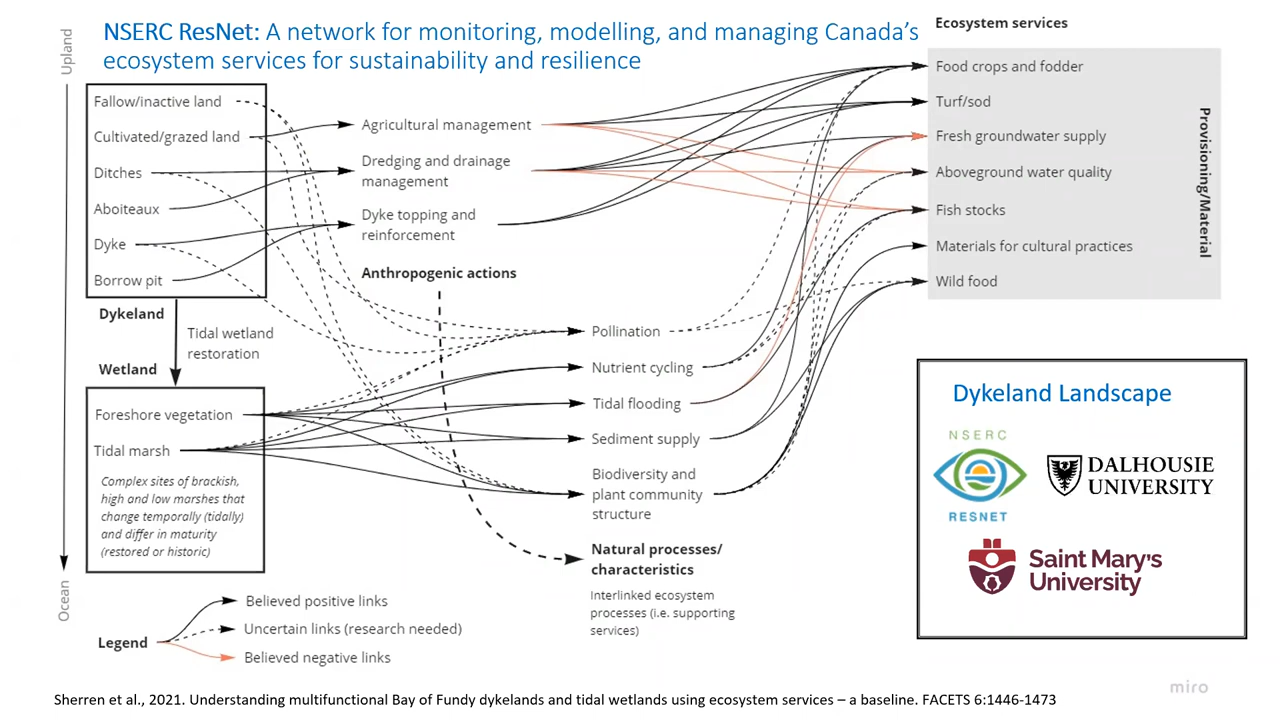 NSERC ResNet: A network for monitoring, modelling, and managing Canada's
ecosystem services for sustainability and resilience
Ecosystem services
Upland
Ocean
Fallow/inactive land
Cultivated/grazed land
Ditches
Aboiteaux
Dyke
Borrow pit
Dykeland
Tidal wetland
restoration
Wetland
Foreshore vegetation
Tidal marsh
Complex sites of brackish,
high and low marshes that
change temporally (tidally)
and differ in maturity
(restored or historic)
Agricultural management
Dredging and drainage
management
Dyke topping and
reinforcement
Anthropogenic actions
Pollination
Nutrient cycling
Tidal flooding
Sediment supply
Biodiversity and
plant community
structure
Natural processes/
characteristics
Interlinked ecosystem
processes (i.e. supporting
services)
Food crops and fodder
Turf/sod
Fresh groundwater supply
Aboveground water quality
Fish stocks
Materials for cultural practices
Wild food
Provisioning/Material
Dykeland Landscape
NSERC
RESNET
DALHOUSIE
UNIVERSITY
Saint Mary's
University
Legend
Believed positive links
Uncertain links (research needed)
Believed negative links
miro
Sherren et al., 2021. Understanding multifunctional Bay of Fundy dykelands and tidal wetlands using ecosystem services – a baseline. FACETS 6:1446-1473